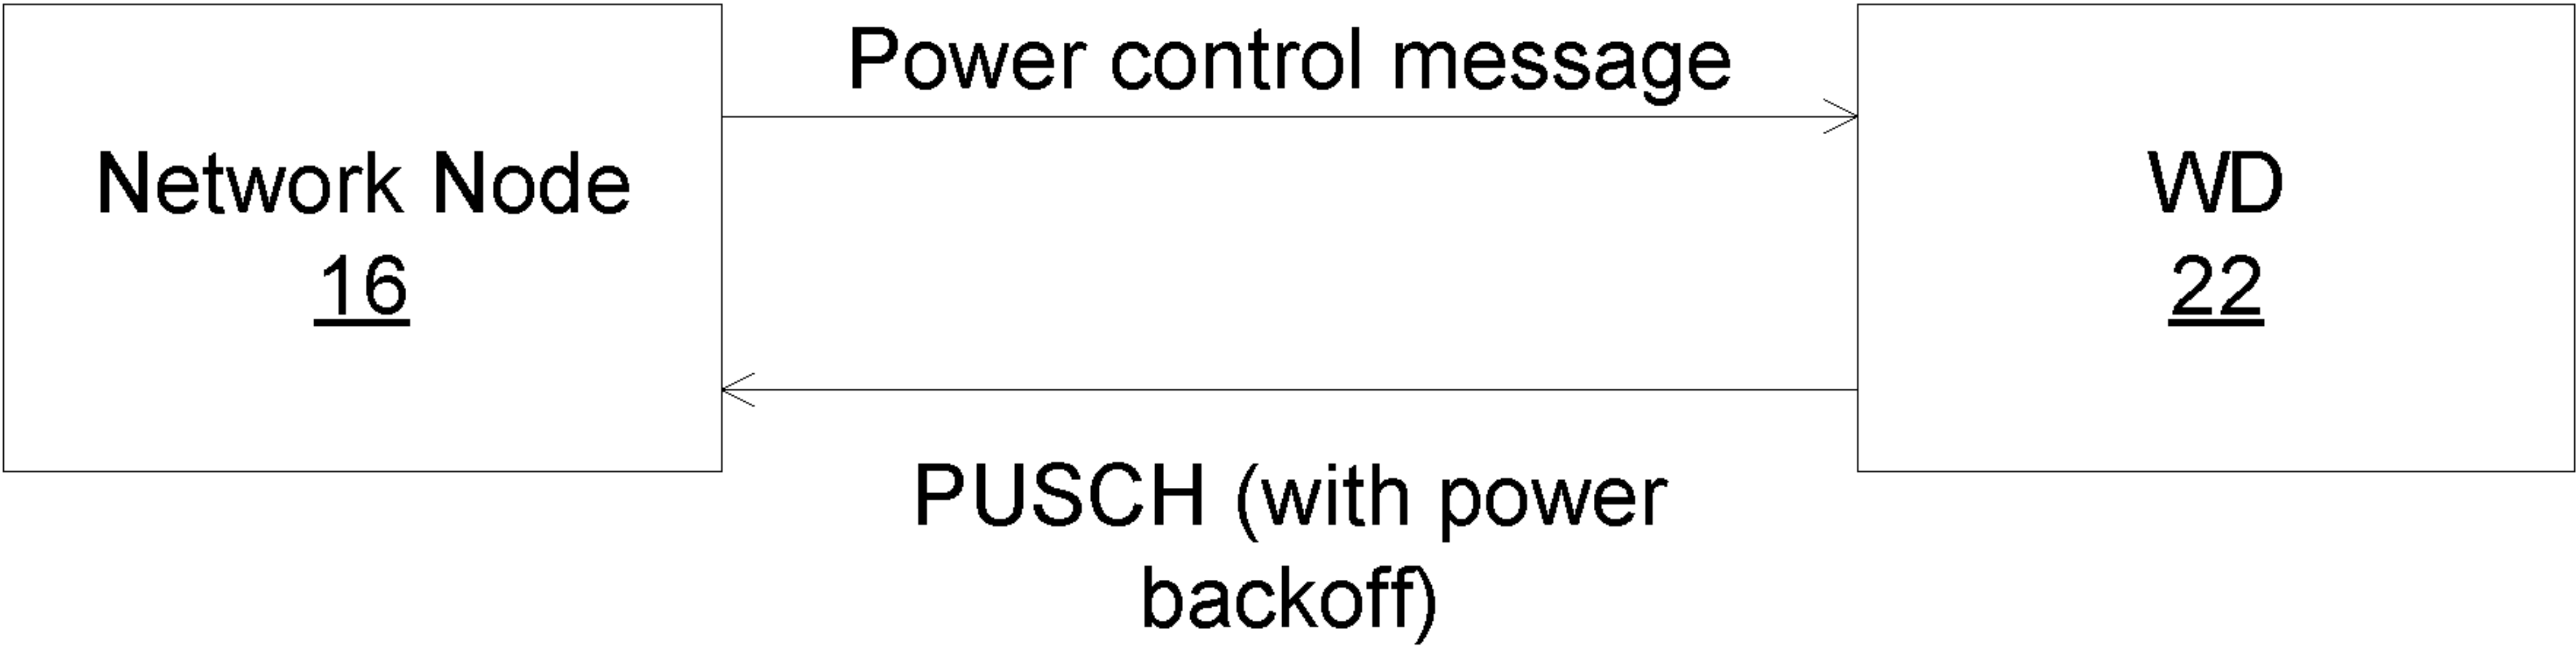 Power control message
Network Node
16
WD
22
PUSCH (with power
backoff)